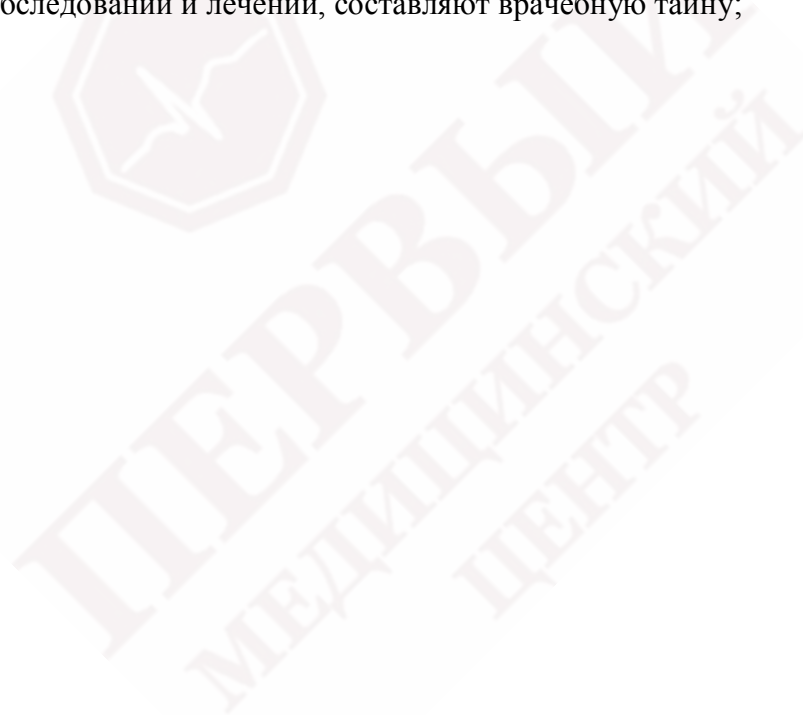 обследовании и лечении, составляют врачебную тайну;
ПЕРВЫЙ
МЕДИЦИНСКИЙ
ЦЕНТР